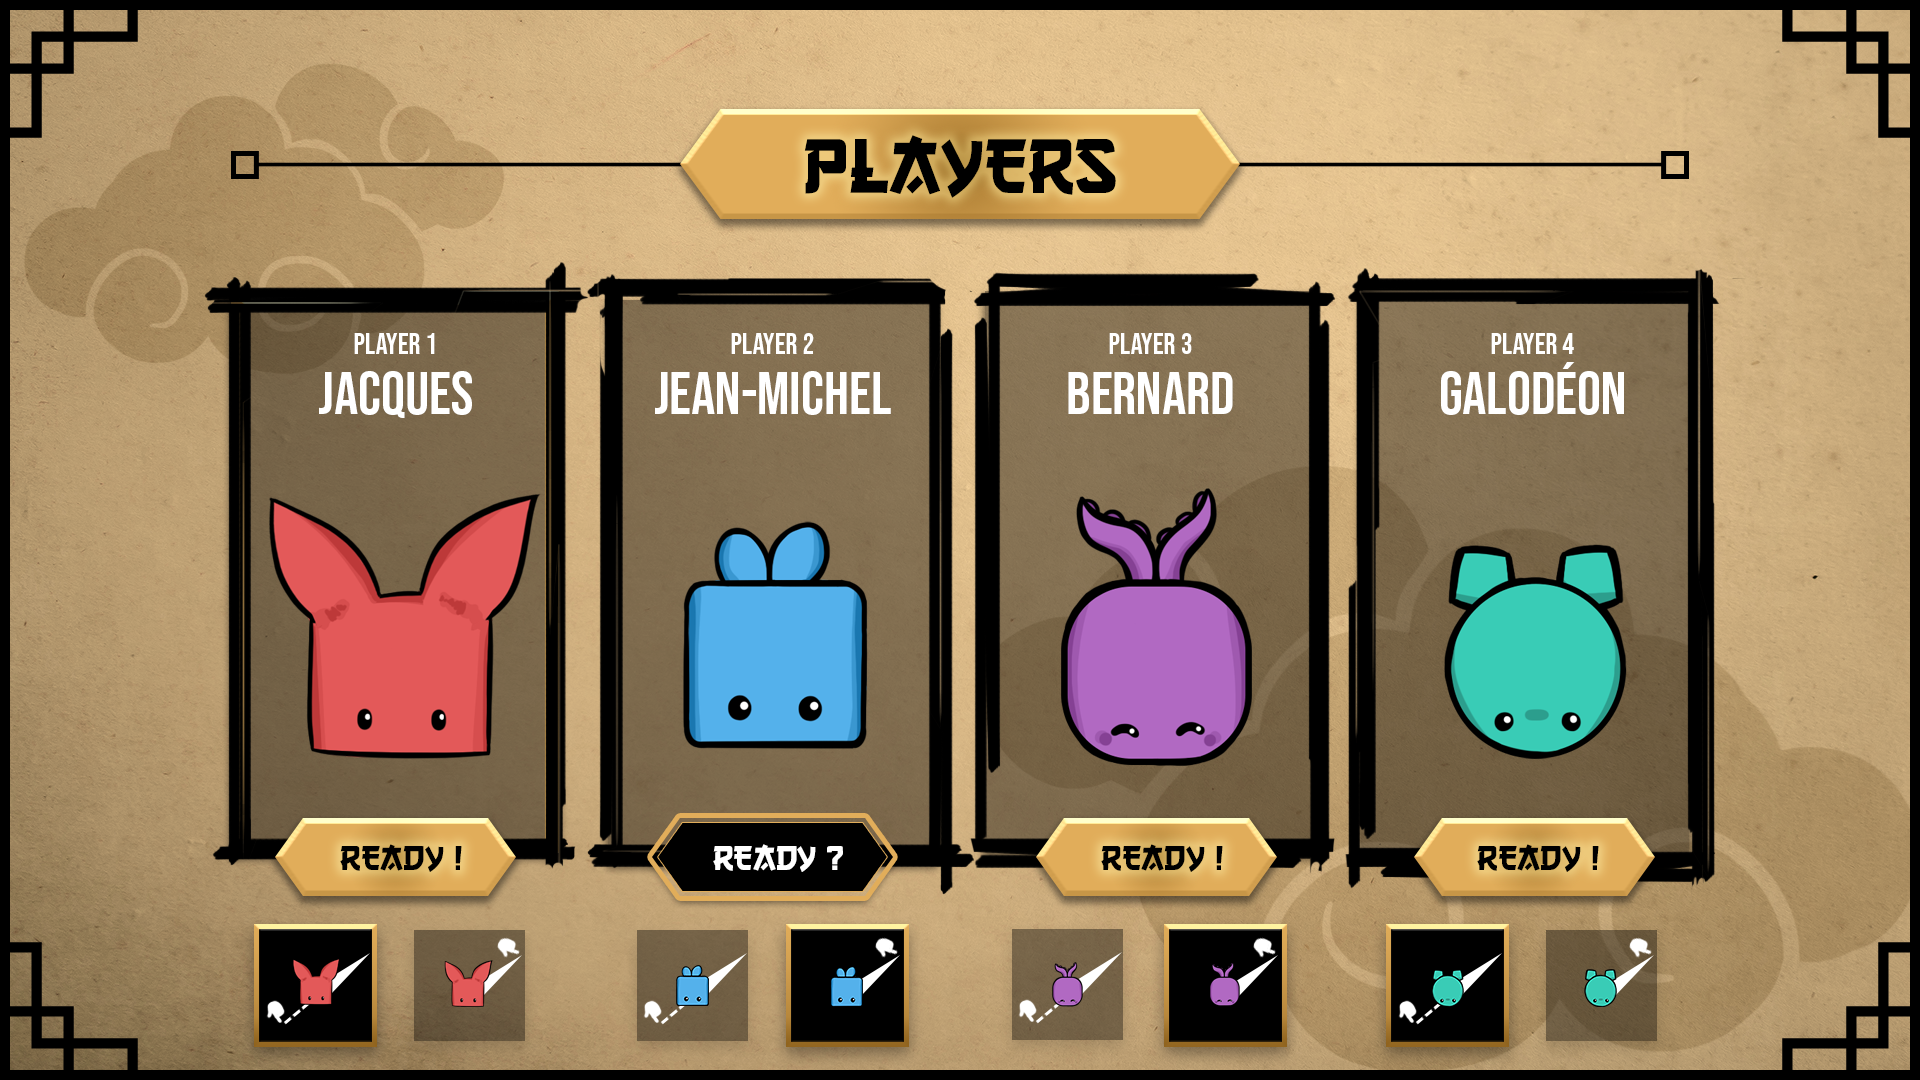 PLAYERS
PLAYER 1
JACQUES
PLAYER 2
JEAN-MICHEL
PLAYER 3
BERNARD
PLAYER 4
GALODÉON
READY !
READY ?
READY !
READY !